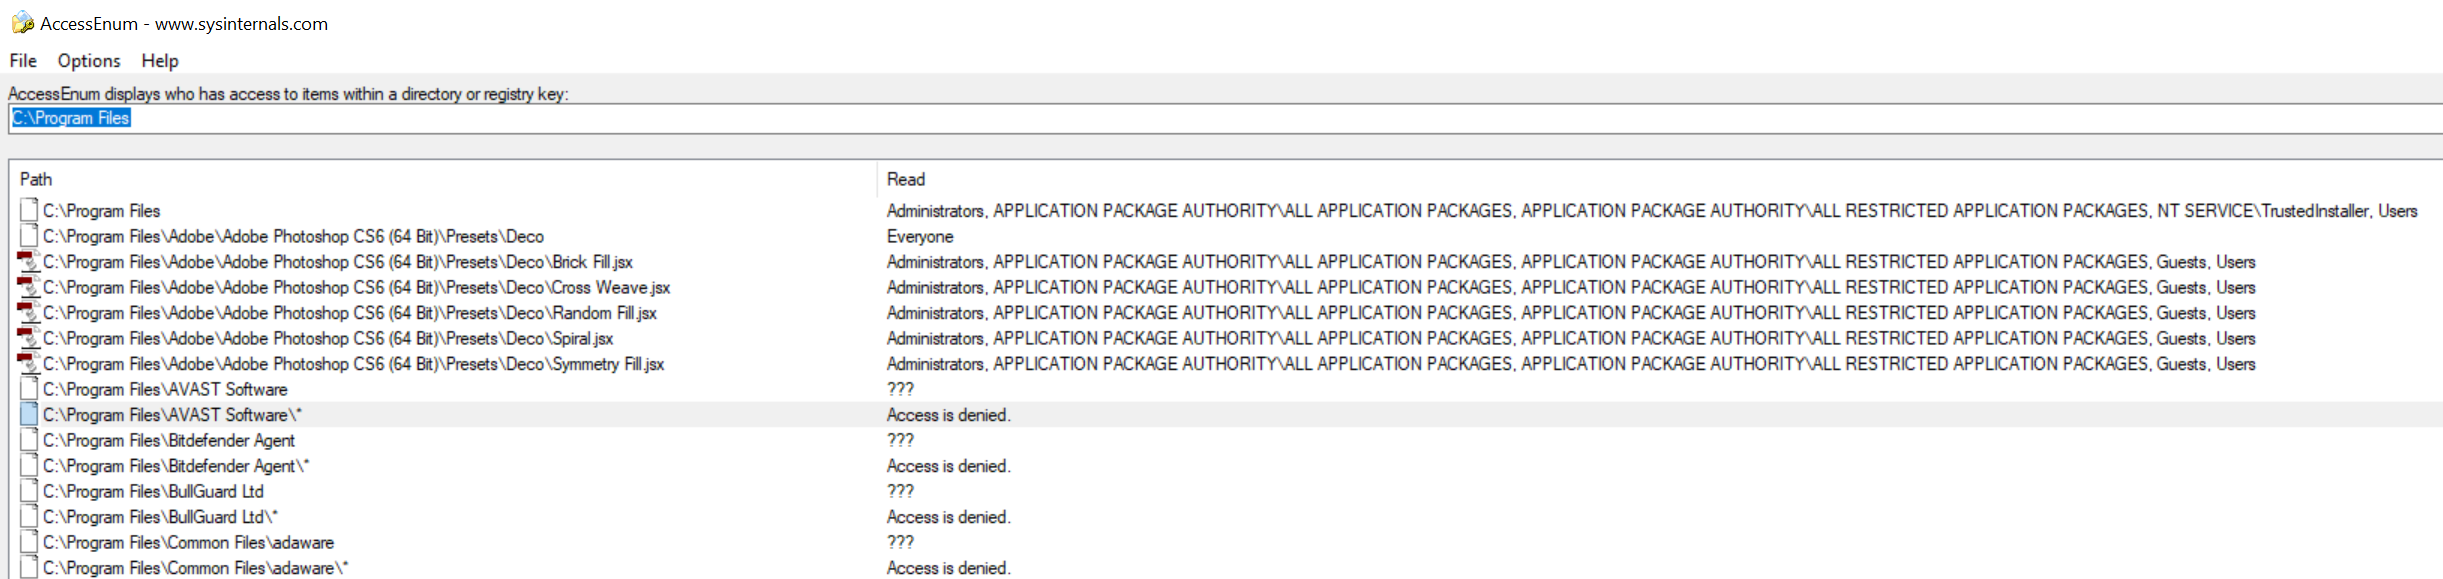 AccessEnum - www.sysinternals.com
File Options Help
AccessEnum displays who has access to items within a directory or registry key:
C:\Program Files
Path Read
C:\Program Files Administrators, APPLICATION PACKAGE AUTHORITY\ALL APPLICATION PACKAGES, APPLICATION PACKAGE AUTHORITY\ALL RESTRICTED APPLICATION PACKAGES, NT SERVICE\TrustedInstaller, Users
C:\Program Files\Adobe\Adobe Photoshop CS6 (64 Bit)\Presets\Deco Everyone
C:\Program Files\Adobe\Adobe Photoshop CS6 (64 Bit)\Presets\Deco\Brick Fill.jsx Administrators, APPLICATION PACKAGE AUTHORITY\ALL APPLICATION PACKAGES, APPLICATION PACKAGE AUTHORITY\ALL RESTRICTED APPLICATION PACKAGES, Guests, Users
C:\Program Files\Adobe\Adobe Photoshop CS6 (64 Bit)\Presets\Deco\Cross Weave.jsx Administrators, APPLICATION PACKAGE AUTHORITY\ALL APPLICATION PACKAGES, APPLICATION PACKAGE AUTHORITY\ALL RESTRICTED APPLICATION PACKAGES, Guests, Users
C:\Program Files\Adobe\Adobe Photoshop CS6 (64 Bit)\Presets\Deco\Random Fill.jsx Administrators, APPLICATION PACKAGE AUTHORITY\ALL APPLICATION PACKAGES, APPLICATION PACKAGE AUTHORITY\ALL RESTRICTED APPLICATION PACKAGES, Guests, Users
C:\Program Files\Adobe\Adobe Photoshop CS6 (64 Bit)\Presets\Deco\Spiral.jsx Administrators, APPLICATION PACKAGE AUTHORITY\ALL APPLICATION PACKAGES, APPLICATION PACKAGE AUTHORITY\ALL RESTRICTED APPLICATION PACKAGES, Guests, Users
C:\Program Files\Adobe\Adobe Photoshop CS6 (64 Bit)\Presets\Deco\Symmetry Fill.jsx Administrators, APPLICATION PACKAGE AUTHORITY\ALL APPLICATION PACKAGES, APPLICATION PACKAGE AUTHORITY\ALL RESTRICTED APPLICATION PACKAGES, Guests, Users
C:\Program Files\AVAST Software ???
C:\Program Files\AVAST Software\* Access is denied.
C:\Program Files\Bitdefender Agent ???
C:\Program Files\Bitdefender Agent\* Access is denied.
C:\Program Files\BullGuard Ltd ???
C:\Program Files\BullGuard Ltd\* Access is denied.
C:\Program Files\Common Files\adaware ???
C:\Program Files\Common Files\adaware\* Access is denied.